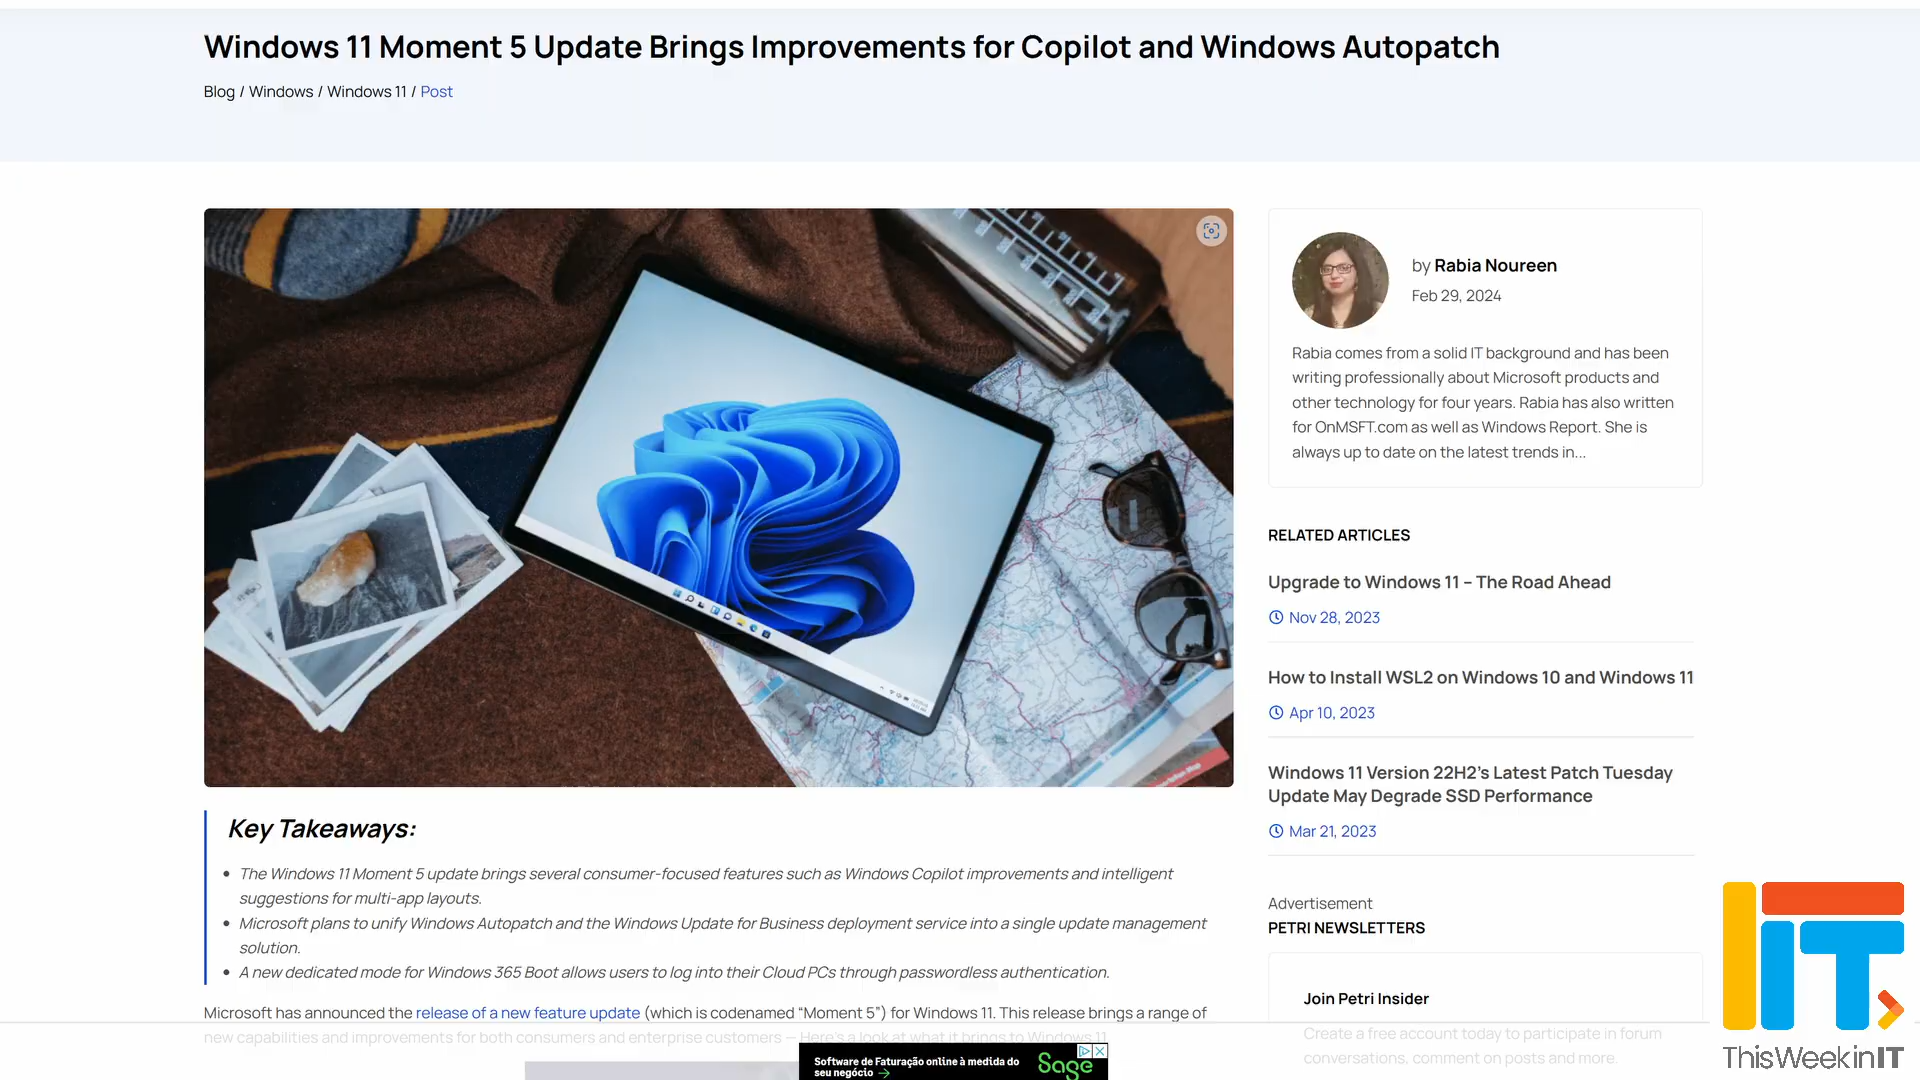 Windows 11 Moment 5 Update Brings Improvements for Copilot and Windows Autopatch
Blog / Windows / Windows 11 / Post
by Rabia Noureen
Feb 29, 2024
Rabia comes from a solid IT background and has been
writing professionally about Microsoft products and
other technology for four years. Rabia has also written
for OnMSFT.com as well as Windows Report. She is
always up to date on the latest trends in...
RELATED ARTICLES
Upgrade to Windows 11 – The Road Ahead
Nov 28, 2023
How to Install WSL2 on Windows 10 and Windows 11
Apr 10, 2023
Windows 11 Version 22H2’s Latest Patch Tuesday
Update May Degrade SSD Performance
Mar 21, 2023
Key Takeaways:
• The Windows 11 Moment 5 update brings several consumer-focused features such as Windows Copilot improvements and intelligent
suggestions for multi-app layouts.
• Microsoft plans to unify Windows Autopatch and the Windows Update for Business deployment service into a single update management
solution.
• A new dedicated mode for Windows 365 Boot allows users to log into their Cloud PCs through passwordless authentication.
Microsoft has announced the release of a new feature update (which is codenamed “Moment 5”) for Windows 11. This release brings a range of
new capabilities and improvements for both consumers and enterprise customers — Here’s a look at what it brings to Windows 11
Advertisement
PETRI NEWSLETTERS
Join Petri Insider
Create a free account today to participate in forum
conversations, comment on posts and more.
Software de Faturação online à medida do
seu negócio →
Sage
IT
ThisWeekinIT